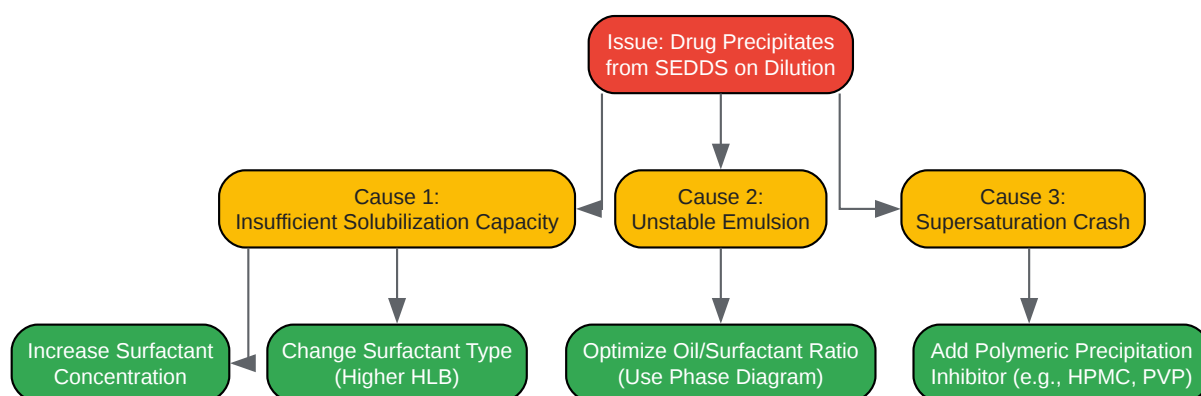 Issue: Drug Precipitates
from SEDDS on Dilution
Cause 1:
Insufficient Solubilization Capacity
Cause 2:
Unstable Emulsion
Cause 3:
Supersaturation Crash
Increase Surfactant
Concentration
Change Surfactant Type
(Higher HLB)
Optimize Oil/Surfactant Ratio
(Use Phase Diagram)
Add Polymeric Precipitation
Inhibitor (e.g., HPMC, PVP)